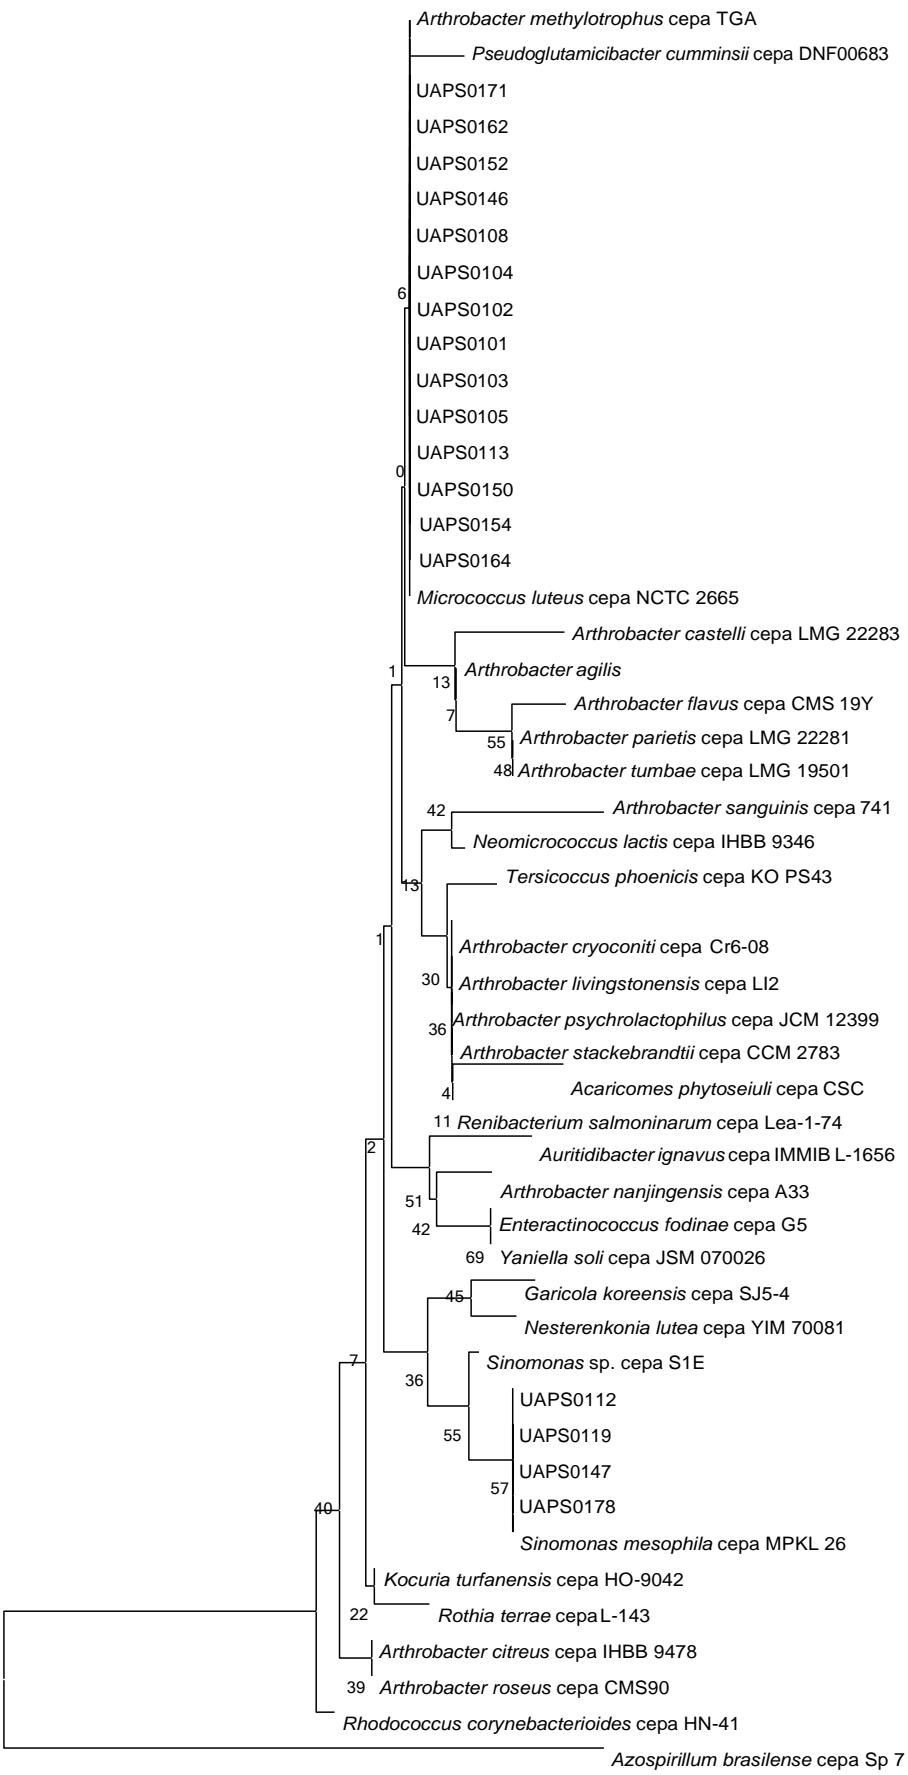 Arthrobacter methylotrophus cepa TGA
Pseudoglutamicibacter cumminsii cepa DNF00683
UAPS0171
UAPS0162
UAPS0152
UAPS0146
UAPS0108
UAPS0104
6
UAPS0102
UAPS0101
UAPS0103
UAPS0105
UAPS0113
0
UAPS0150
UAPS0154
UAPS0164
Micrococcus luteus cepa NCTC 2665
Arthrobacter castelli cepa LMG 22283
1
Arthrobacter agilis
13
Arthrobacter flavus cepa CMS 19Y
7
Arthrobacter parietis cepa LMG 22281
55
48 Arthrobacter tumbae cepa LMG 19501
42
Arthrobacter sanguinis cepa 741
Neomicrococcus lactis cepa IHBB 9346
Tersicoccus phoenicis cepa KO PS43
13
1
Arthrobacter cryoconiti cepa Cr6-08
30
Arthrobacter livingstonensis cepa LI2
Arthrobacter psychrolactophilus cepa JCM 12399
36
Arthrobacter stackebrandtii cepa CCM 2783
Acaricomes phytoseiuli cepa CSC
4
11 Renibacterium salmoninarum cepa Lea-1-74
2
Auritidibacter ignavus cepa IMMIB L-1656
Arthrobacter nanjingensis cepa A33
51
Enteractinococcus fodinae cepa G5
42
69 Yaniella soli cepa JSM 070026
45
Garicola koreensis cepa SJ5-4
Nesterenkonia lutea cepa YIM 70081
7
Sinomonas sp. cepa S1E
36
UAPS0112
55
UAPS0119
UAPS0147
57
UAPS0178
40
Sinomonas mesophila cepa MPKL 26
Kocuria turfanensis cepa HO-9042
22
Rothia terrae cepa L-143
Arthrobacter citreus cepa IHBB 9478
39 Arthrobacter roseus cepa CMS90
Rhodococcus corynebacterioides cepa HN-41
Azospirillum brasilense cepa Sp 7